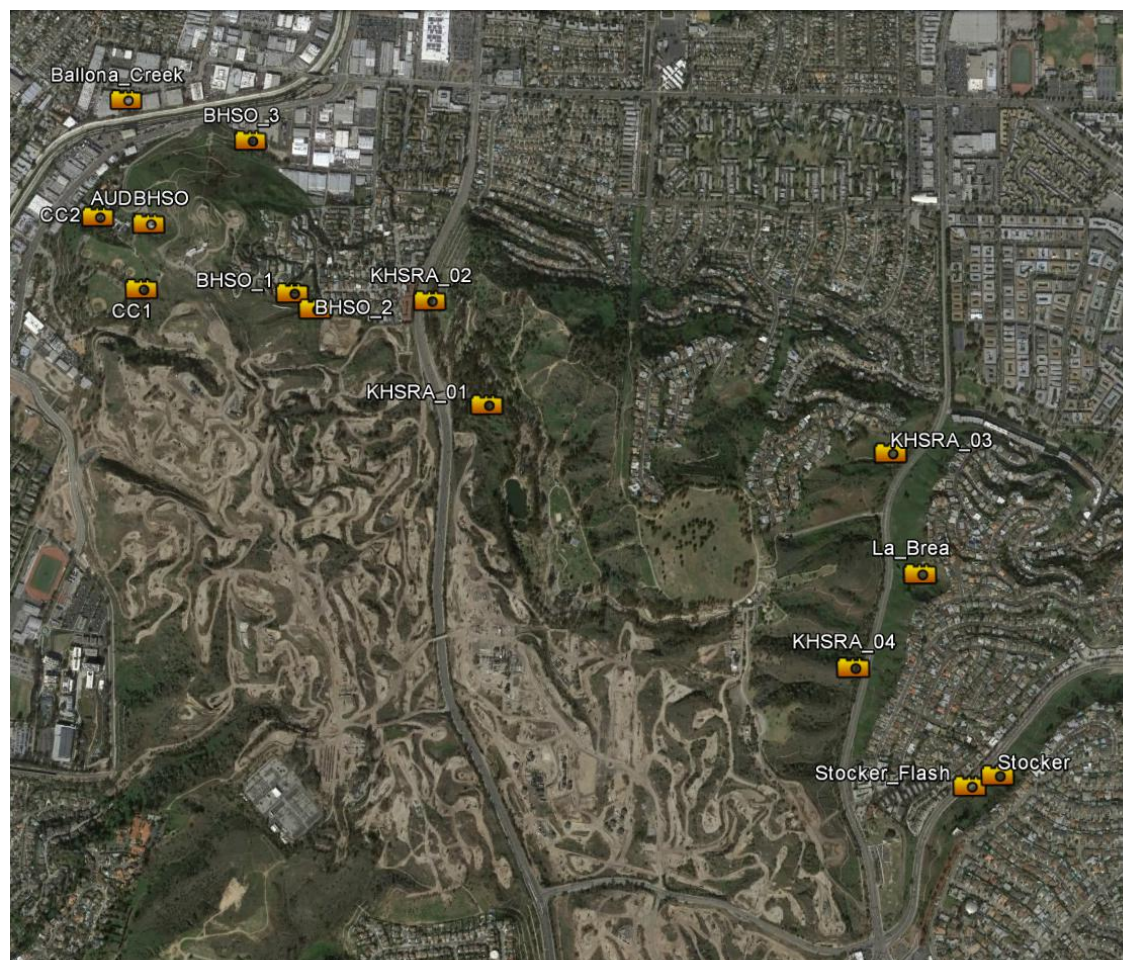 Ballona_Creek
BHSO_3
AUDBHSO
CC2
BHSO_1
KHSRA_02
CC1
BHSO_2
KHSRA_01
KHSRA_03
La_Brea
KHSRA_04
Stocker_Flash
Stocker